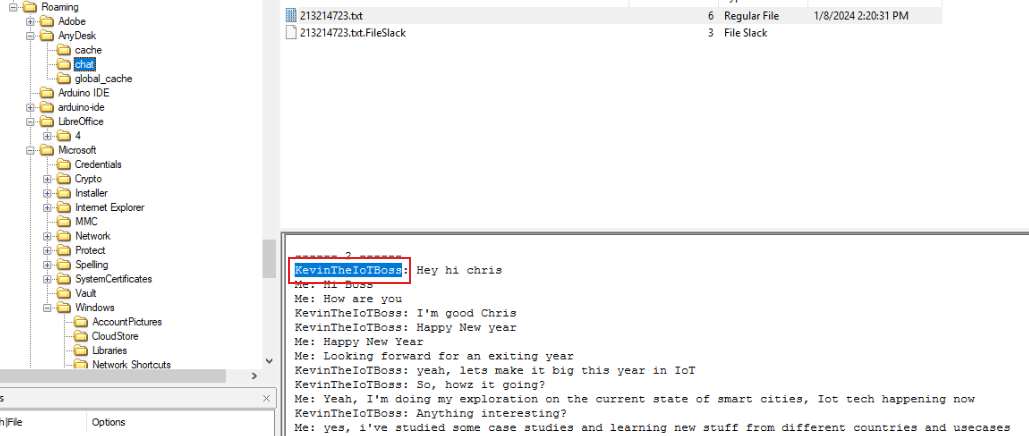 Roaming
Adobe
AnyDesk
cache
chat
global_cache
Arduino IDE
arduino-ide
LibreOffice
4
Microsoft
Credentials
Crypto
Installer
Internet Explorer
MMC
Network
Protect
Spelling
SystemCertificates
Vault
Windows
AccountPictures
CloudStore
Libraries
Network Shortcuts
s
h|File Options
213214723.txt 6 Regular File 1/8/2024 2:20:31 PM
213214723.txt.FileSlack 3 File Slack
------ 2 ------
KevinTheIoTBoss: Hey hi chris
Me: Hi Boss
Me: How are you
KevinTheIoTBoss: I'm good Chris
KevinTheIoTBoss: Happy New year
Me: Happy New Year
Me: Looking forward for an exiting year
KevinTheIoTBoss: yeah, lets make it big this year in IoT
KevinTheIoTBoss: So, howz it going?
Me: Yeah, I'm doing my exploration on the current state of smart cities, Iot tech happening now
KevinTheIoTBoss: Anything interesting?
Me: yes, i've studied some case studies and learning new stuff from different countries and usecases